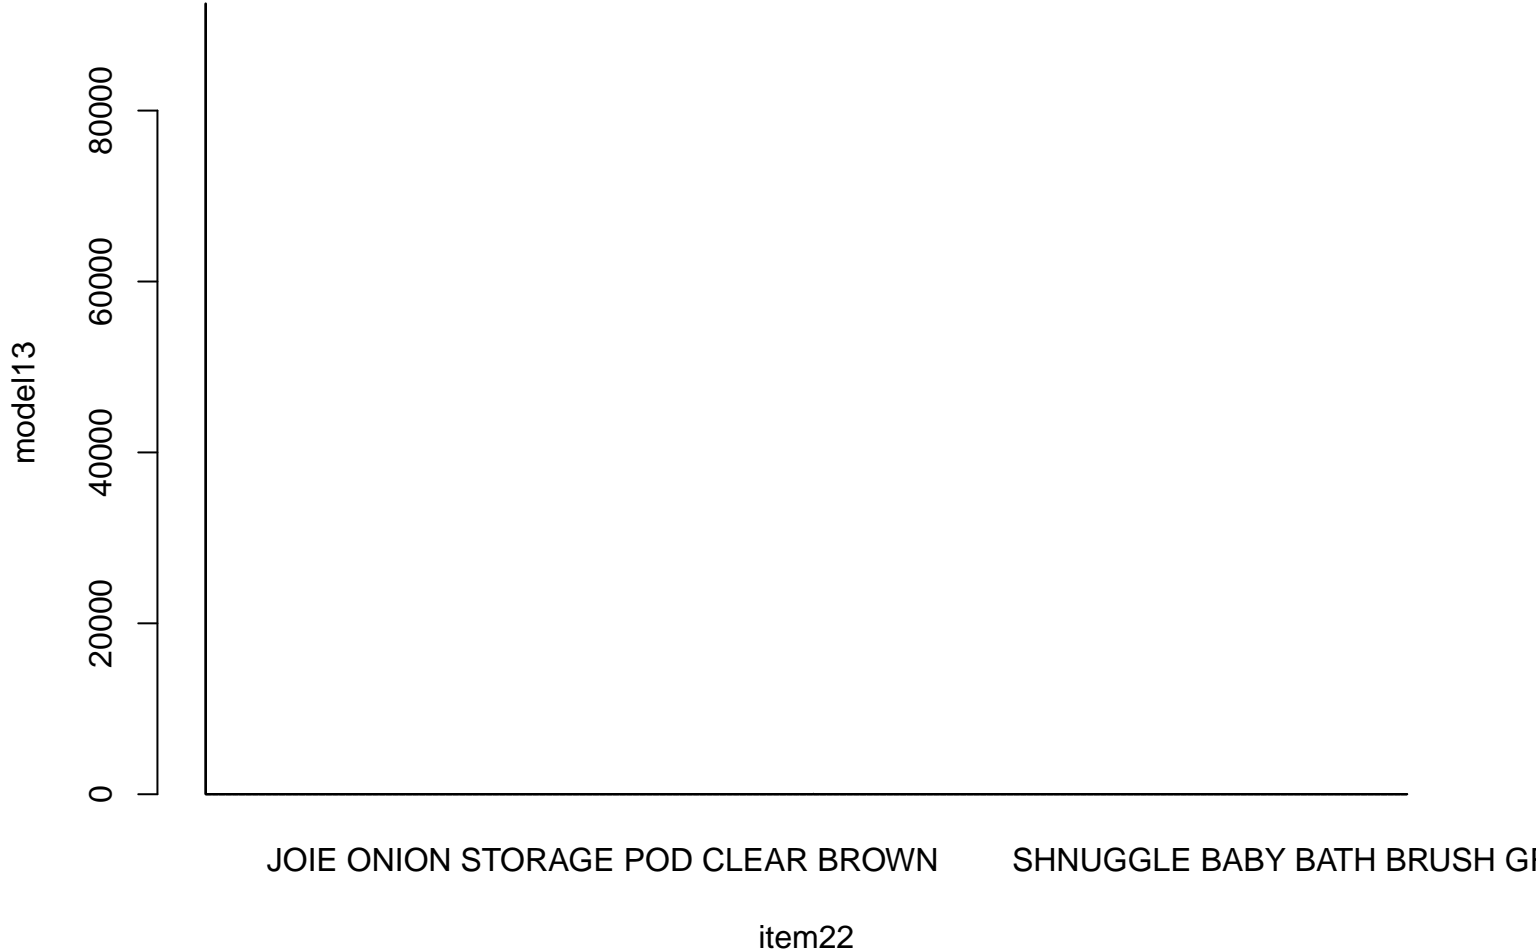 80000
60000
model13
40000
20000
0
JOIE ONION STORAGE POD CLEAR BROWN
SHNUGGLE BABY BATH BRUSH
item22